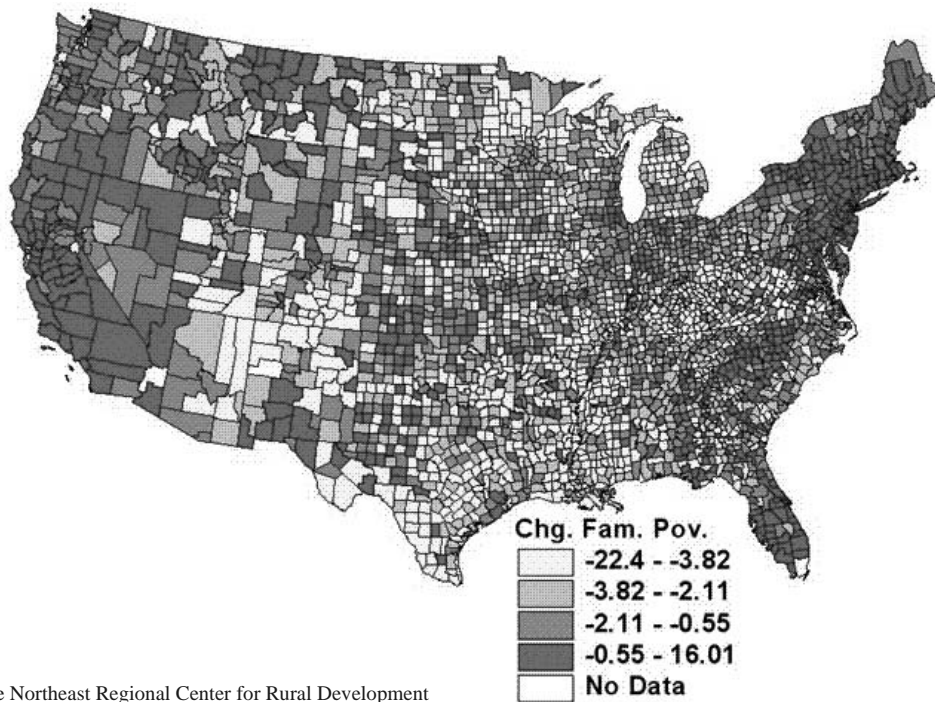 Chg. Fam. Pov.
-22.4 - -3.82
-3.82 - -2.11
-2.11 - -0.55
-0.55 - 16.01
No Data
e Northeast Regional Center for Rural Development